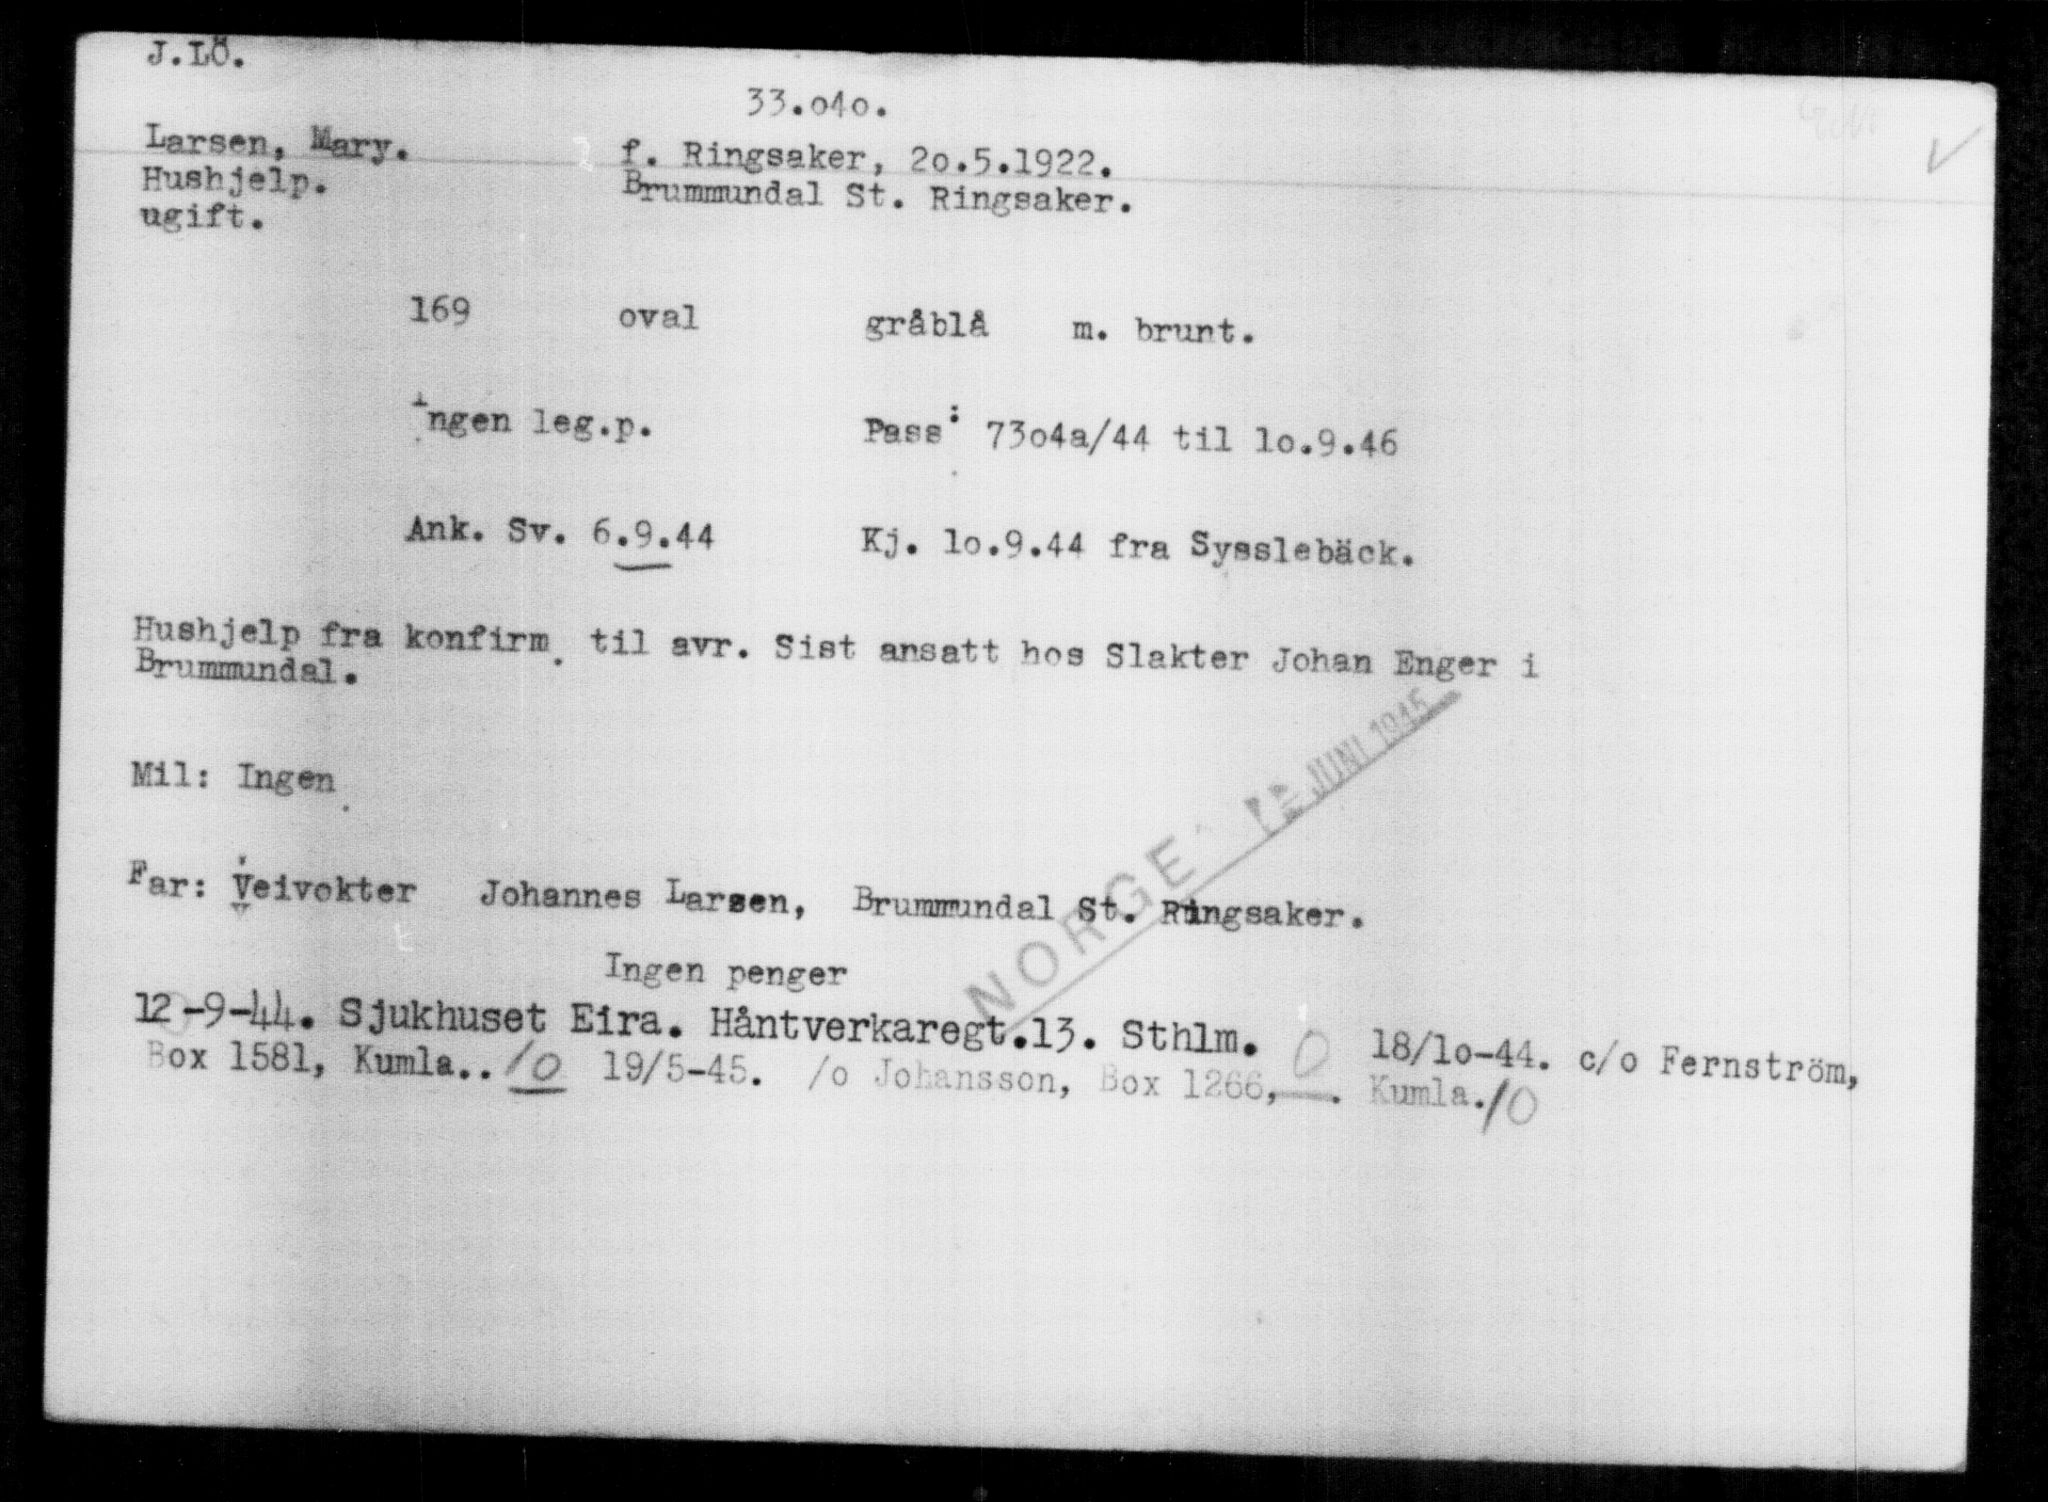 J.LÖ.
33.o4o.
Larsen, Mary. f. Ringsaker, 2o.5.1922.
Hushjelp. Brummundal St. Ringsaker.
ugift.
169 oval gråblå m. brunt.
Ingen leg.p. Pass: 73o4a/44 til lo.9.46
Ank. Sv. 6.9.44 Kj. lo.9.44 fra Sysslebäck.
Hushjelp fra konfirm. til avr. Sist ansatt hos Slakter Johan Enger i
Brummundal.
Mil: Ingen.
Far: Veivokter Johannes Larsen, Brummundal St. Ringsaker.
NORGE JUNI 1945
Ingen penger
12-9-44. Sjukhuset Eira. Håntverkaregt.13. Sthlm. O 18/lo-44. c/o Fernström,
Box 1581, Kumla../O 19/5-45. /o Johansson, Box 1266, . Kumla./O